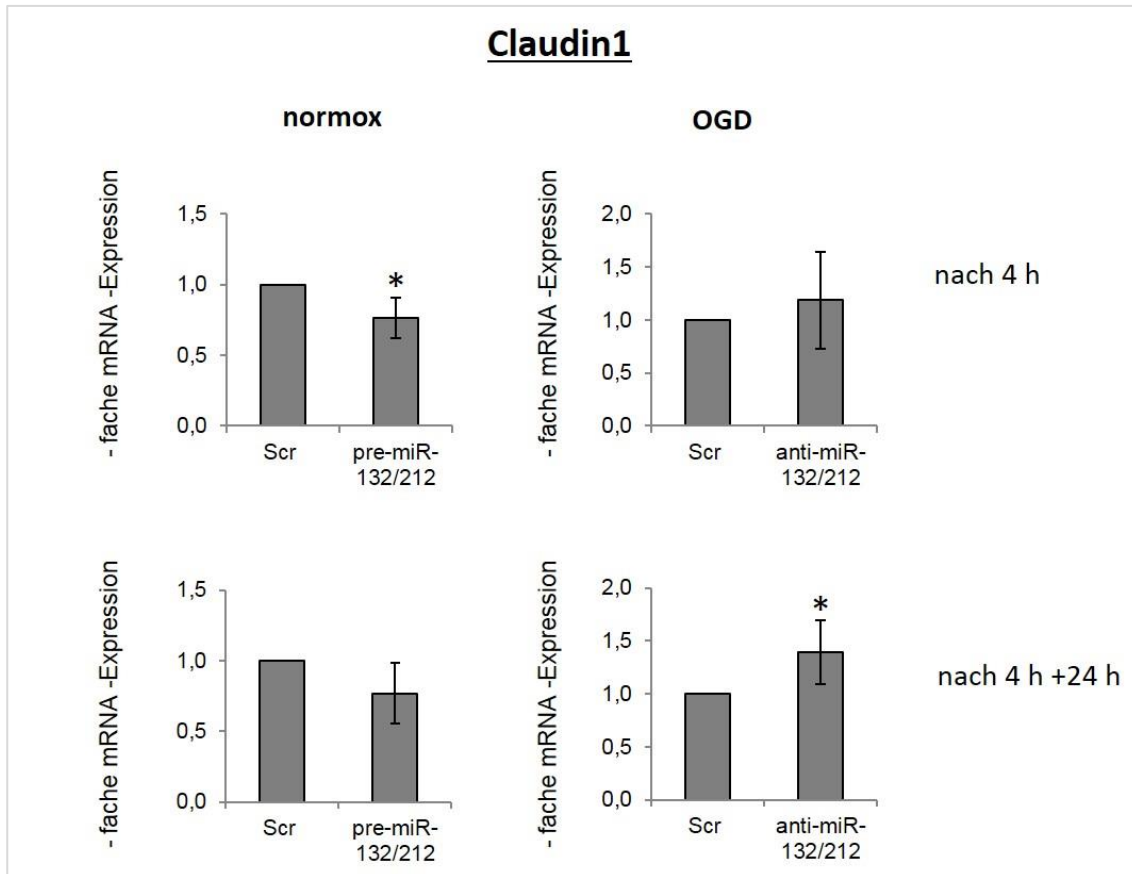 Claudin1
normox
OGD
- fache mRNA -Expression
1,5
1,0
0,5
0,0
*
Scr
pre-miR-
132/212
- fache mRNA -Expression
2,0
1,5
1,0
0,5
0,0
Scr
anti-miR-
132/212
nach 4 h
- fache mRNA -Expression
1,5
1,0
0,5
0,0
Scr
pre-miR-
132/212
- fache mRNA -Expression
2,0
1,5
1,0
0,5
0,0
*
Scr
anti-miR-
132/212
nach 4 h +24 h